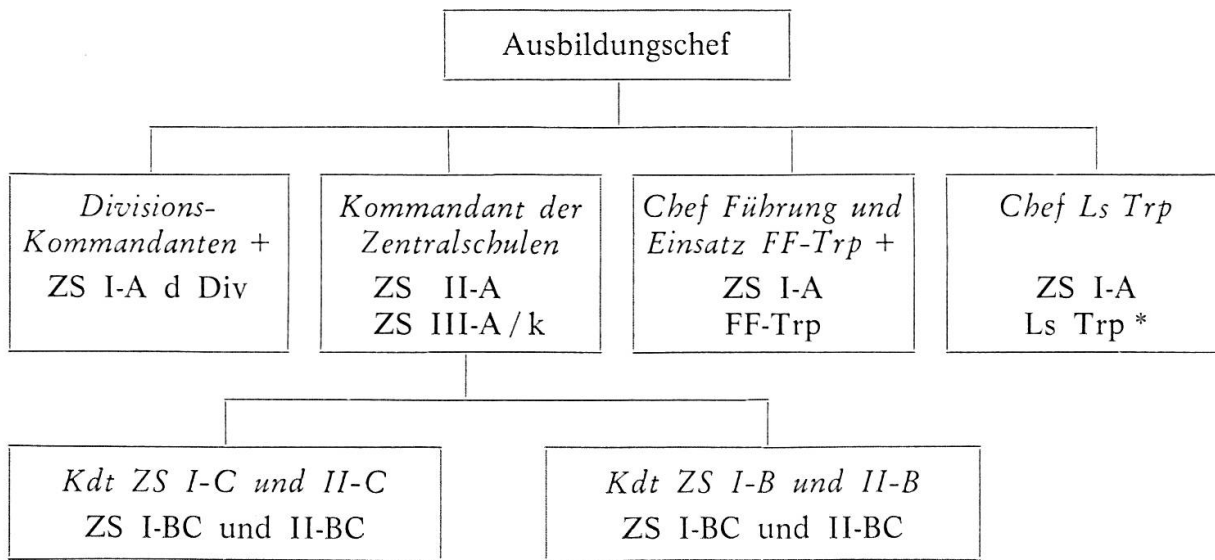 Ausbildungschef
Divisions-
Kommandanten +
ZS I-A d Div
Kommandant der
Zentralschulen
ZS II-A
ZS III-A / k
Chef Führung und
Einsatz FF-Trp +
ZS I-A
FF-Trp
Chef Ls Trp
ZS I-A
Ls Trp *
Kdt ZS I-C und II-C
ZS I-BC und II-BC
Kdt ZS I-B und II-B
ZS I-BC und II-BC